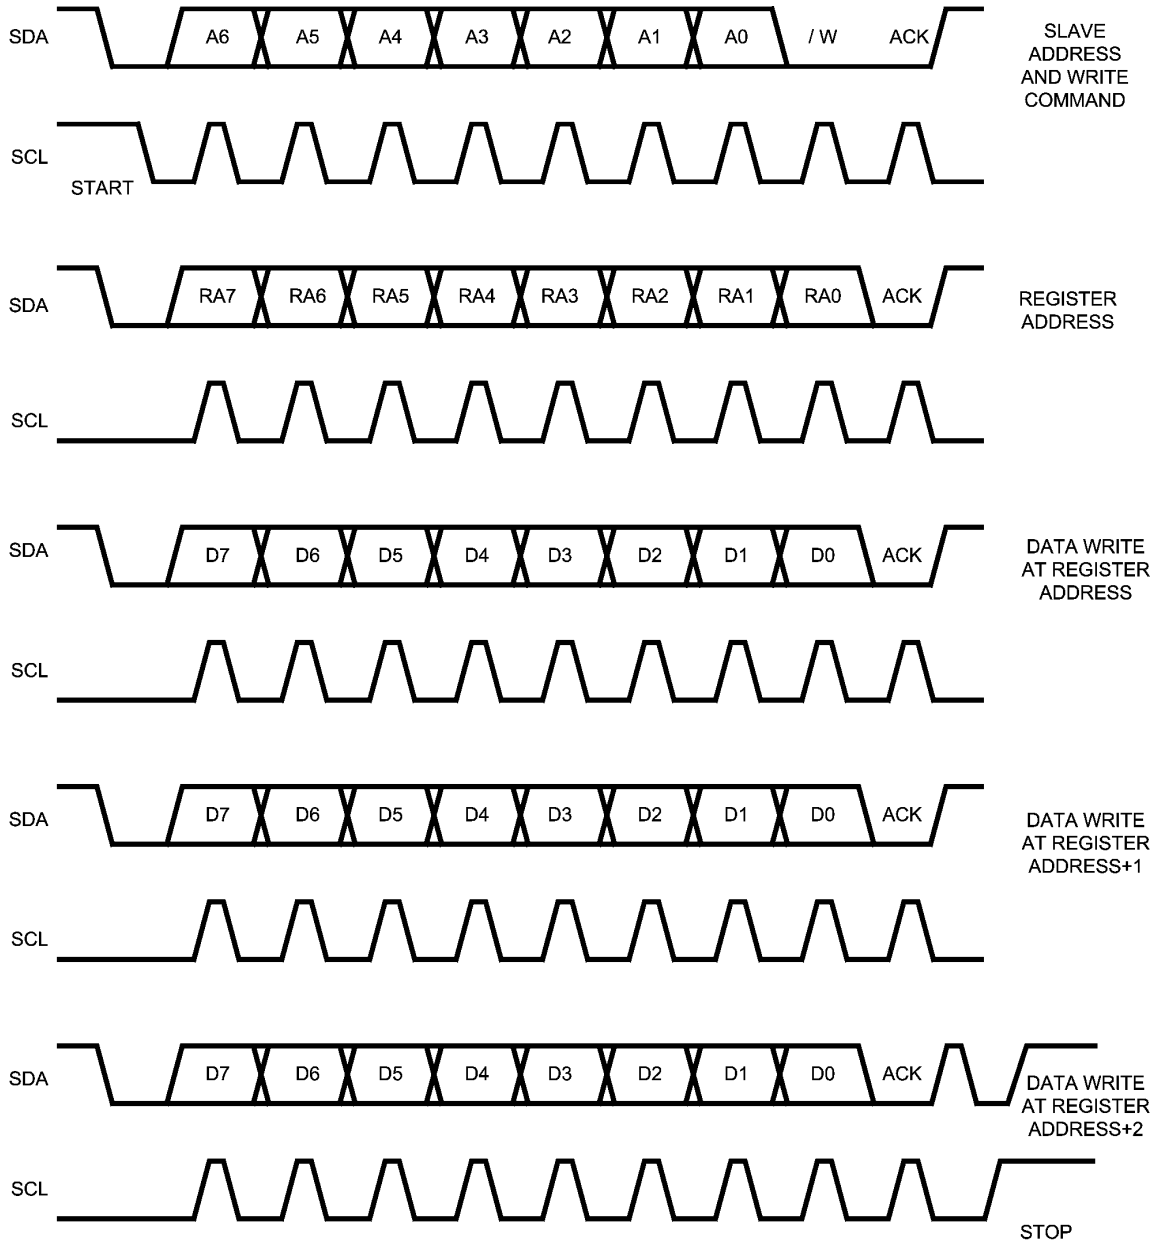 SDA A6 A5 A4 A3 A2 A1 A0 / W ACK
SLAVE
ADDRESS
AND WRITE
COMMAND
SCL
START
SDA RA7 RA6 RA5 RA4 RA3 RA2 RA1 RA0 ACK
REGISTER
ADDRESS
SCL
SDA D7 D6 D5 D4 D3 D2 D1 D0 ACK
DATA WRITE
AT REGISTER
ADDRESS
SCL
SDA D7 D6 D5 D4 D3 D2 D1 D0 ACK
DATA WRITE
AT REGISTER
ADDRESS+1
SCL
SDA D7 D6 D5 D4 D3 D2 D1 D0 ACK
DATA WRITE
AT REGISTER
ADDRESS+2
SCL
STOP